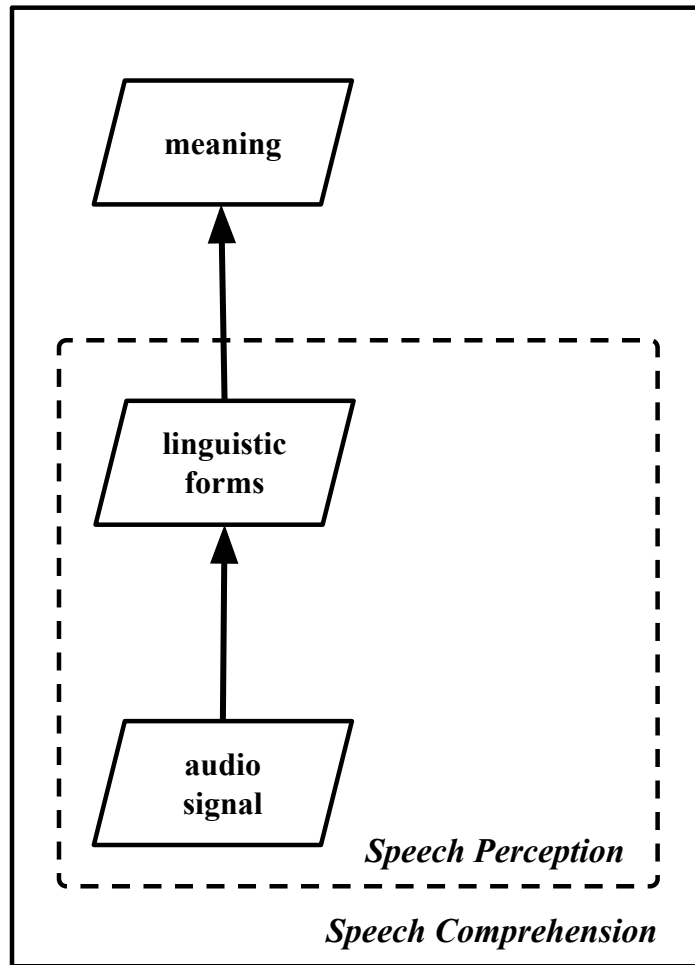 meaning
linguistic
forms
audio
signal
Speech Perception
Speech Comprehension